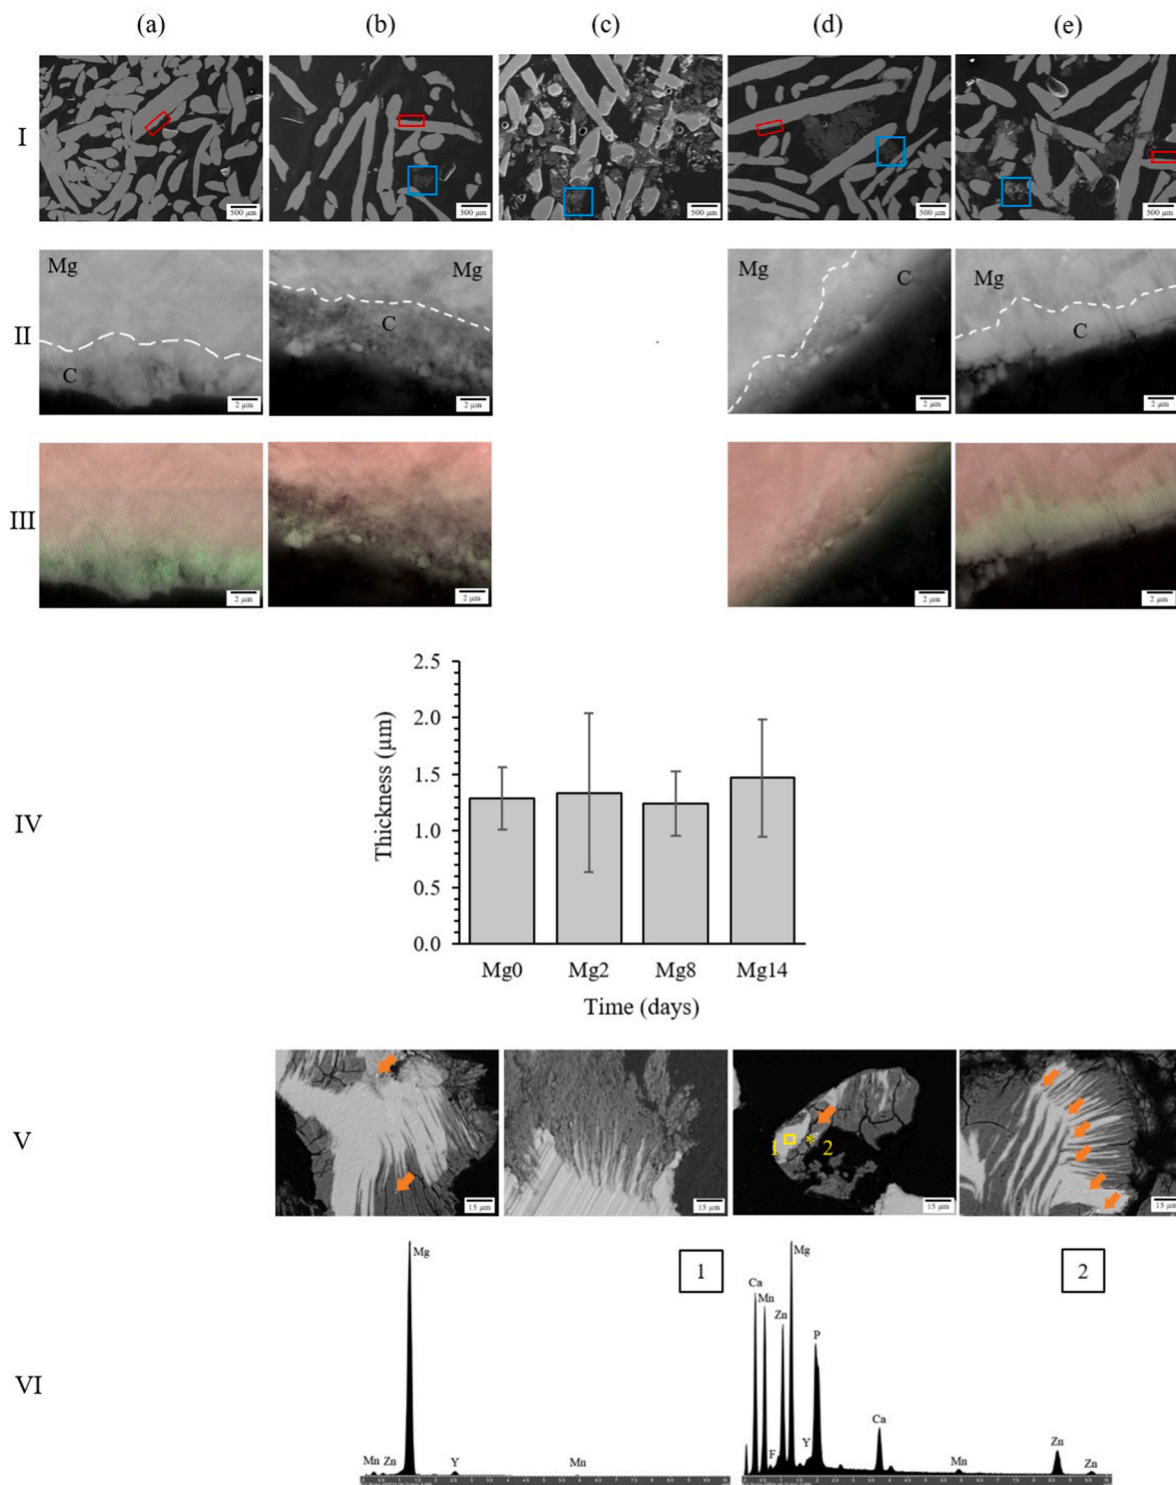 (a) (b) (c) (d) (e)
I
500 µm 500 µm 500 µm 500 µm 500 µm
Mg Mg Mg Mg
II
C C C C
2 µm 2 µm 2 µm 2 µm
III
2 µm 2 µm 2 µm 2 µm
IV
Thickness (µm)
2.5
2.0
1.5
1.0
0.5
0.0
Mg0 Mg2 Mg8 Mg14
Time (days)
V
1 2
15 µm 15 µm 15 µm 15 µm
VI
Mg 1
Mn Zn Y Mn
Mg 2
Ca Mn Zn P
F Y Ca Mn Zn Zn